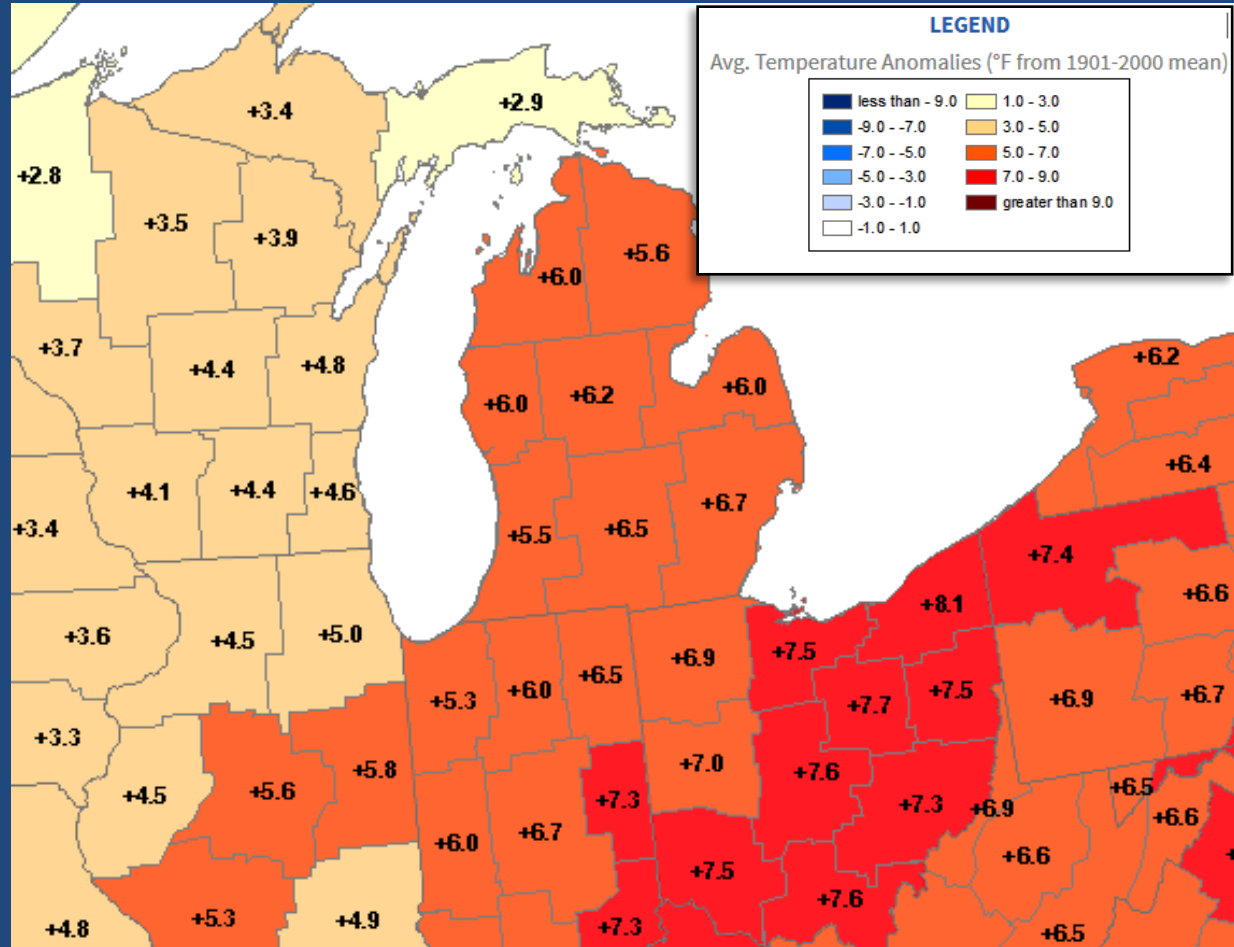 LEGEND
Avg. Temperature Anomalies (°F from 1901-2000 mean)
less than - 9.0 1.0 - 3.0
-9.0 - -7.0 3.0 - 5.0
-7.0 - -5.0 5.0 - 7.0
-5.0 - -3.0 7.0 - 9.0
-3.0 - -1.0 greater than 9.0
-1.0 - 1.0
+3.4 +2.9
+2.8
+3.5 +3.9
+6.0 +5.6
+3.7 +4.4 +4.8 +6.2
+6.0 +6.2 +6.0
+4.1 +4.4 +4.6 +6.7 +6.4
+3.4 +5.5 +6.5 +7.4
+8.1 +6.6
+3.6 +4.5 +5.0 +7.5
+5.3 +6.0 +6.5 +6.9 +7.7 +7.5 +6.9 +6.7
+3.3
+4.5 +5.6 +5.8 +7.3 +7.0 +7.6 +7.3 +6.9 +6.5
+6.0 +6.7 +6.6 +6.6
+7.5
+4.8 +5.3 +4.9 +7.3 +7.6 +6.5